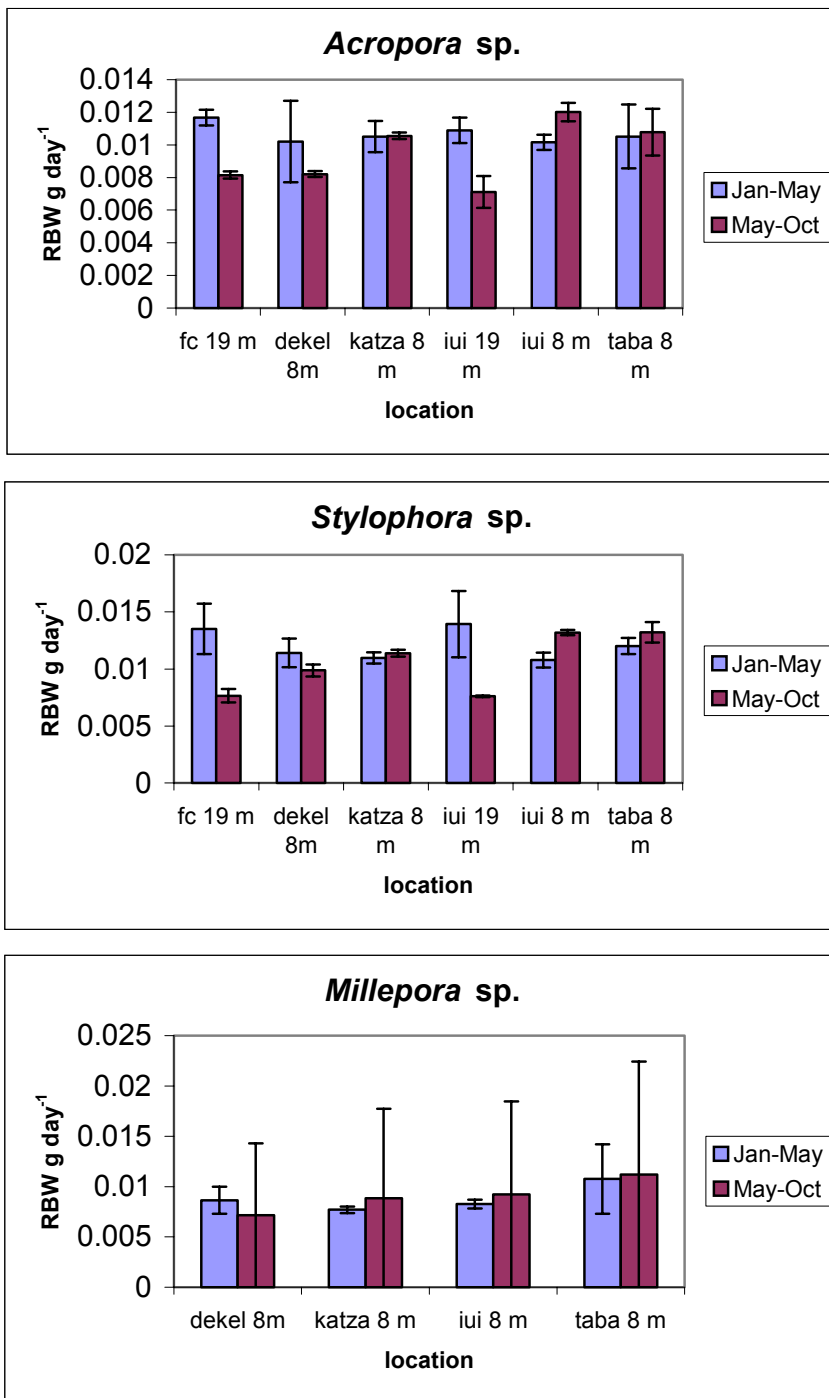 Acropora sp.
0.014
0.012
0.01
0.008
0.006
0.004
0.002
0
RBW g day-1
fc 19 m
dekel
8m
katza 8
m
iui 19
m
iui 8 m
taba 8
m
location
Jan-May
May-Oct
Stylophora sp.
0.02
0.015
0.01
0.005
0
RBW g day-1
fc 19 m
dekel
8m
katza 8
m
iui 19
m
iui 8 m
taba 8
m
location
Jan-May
May-Oct
Millepora sp.
0.025
0.02
0.015
0.01
0.005
0
RBW g day-1
dekel 8m
katza 8 m
iui 8 m
taba 8 m
location
Jan-May
May-Oct